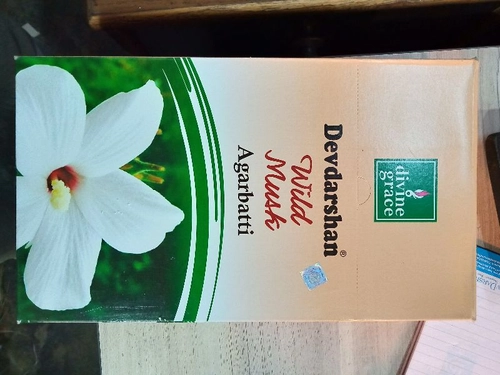 divine
grace
Devdarshan®
Wild
Musk
Agarbatti